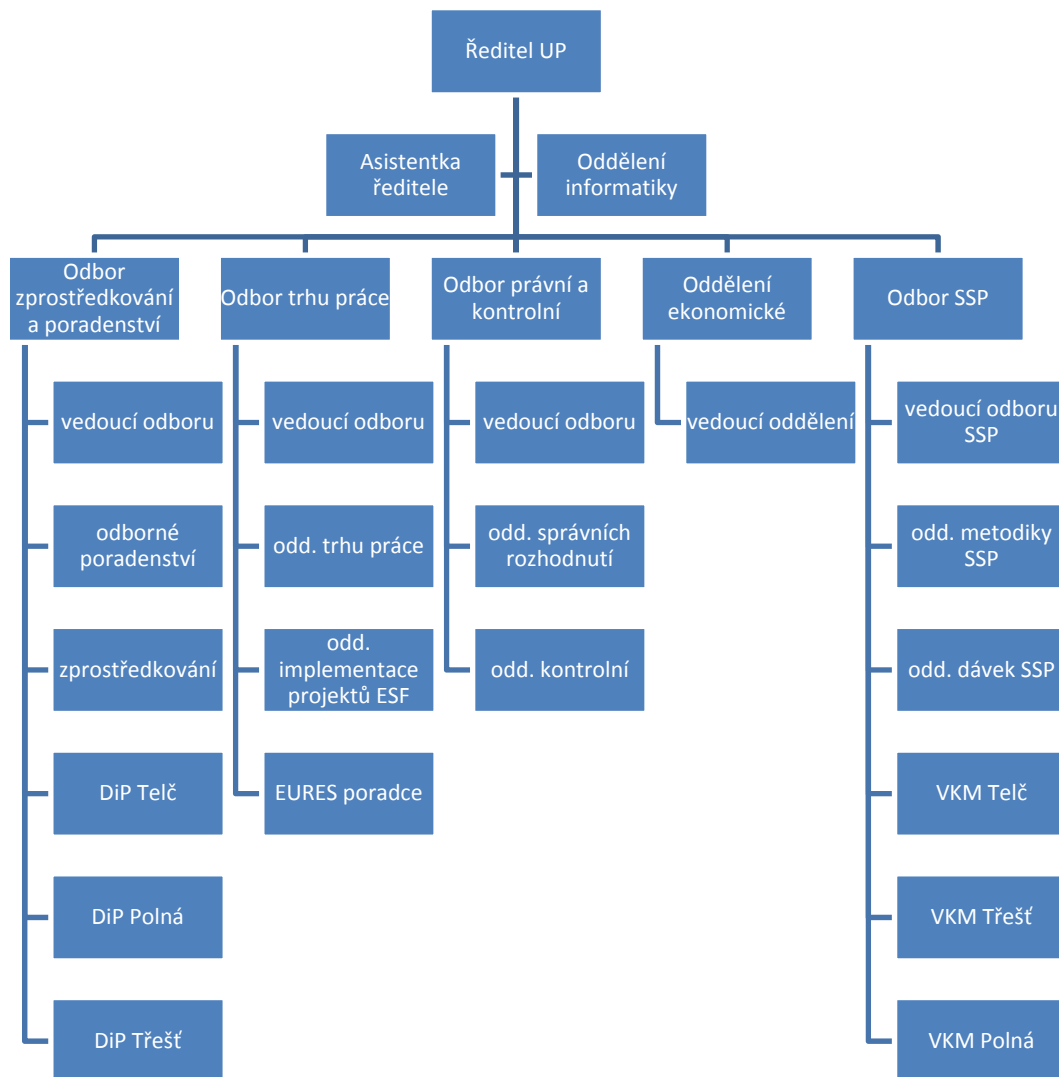 Ředitel UP
Asistentka
ředitele
Oddělení
informatiky
Odbor
zprostředkování
a poradenství
Odbor trhu práce
Odbor právní a
kontrolní
Oddělení
ekonomické
Odbor SSP
vedoucí odboru
odborné
poradenství
zprostředkování
DiP Telč
DiP Polná
DiP Třešť
vedoucí odboru
odd. trhu práce
odd.
implementace
projektů ESF
EURES poradce
vedoucí odboru
odd. správních
rozhodnutí
odd. kontrolní
vedoucí oddělení
vedoucí odboru
SSP
odd. metodiky
SSP
odd. dávek SSP
VKM Telč
VKM Třešť
VKM Polná